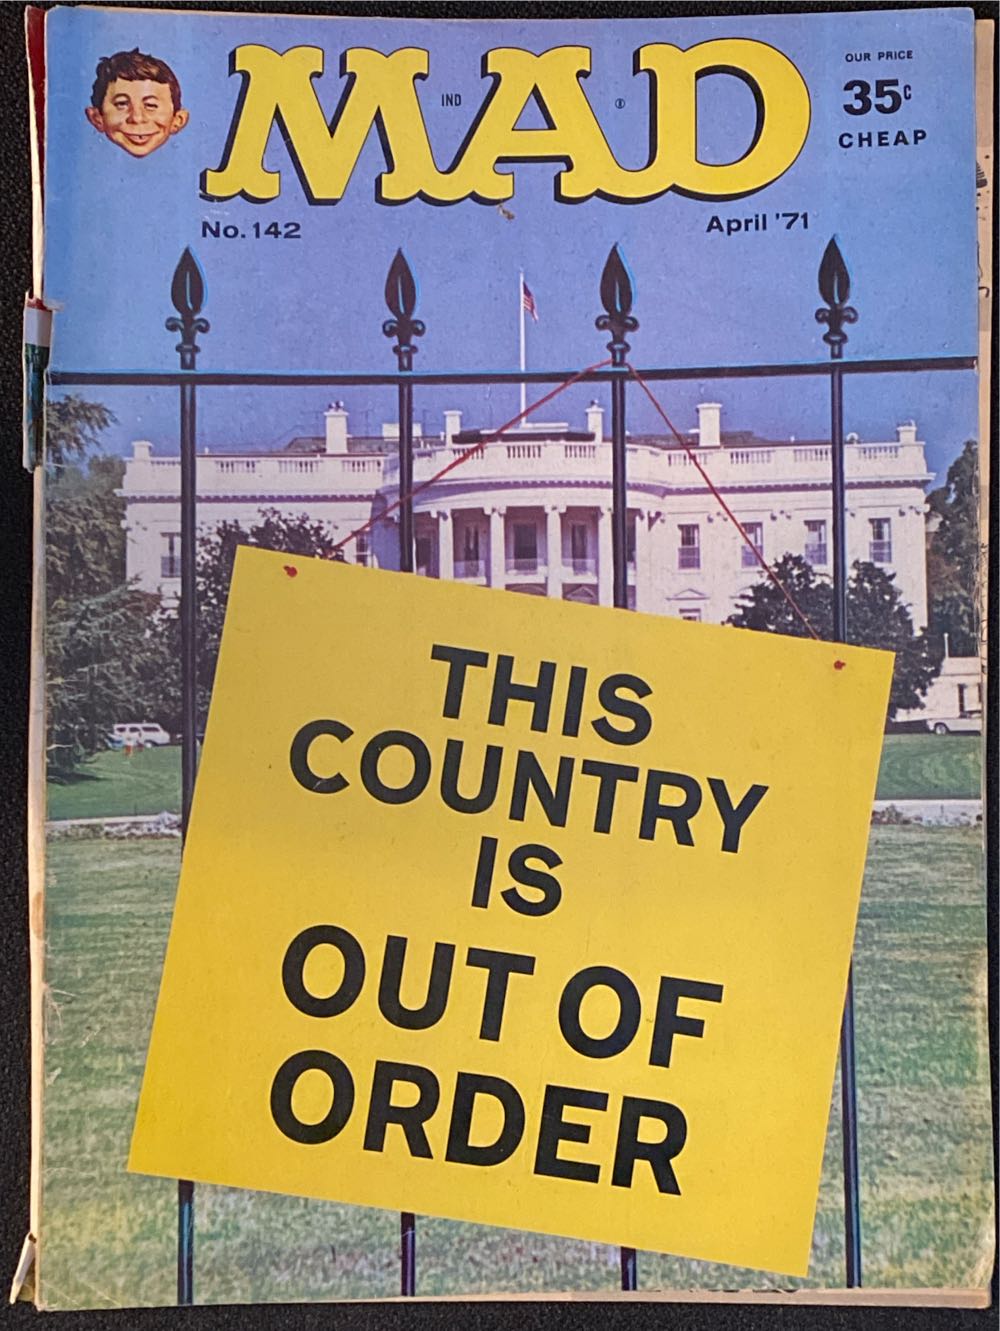 MAD
IND
®
OUR PRICE
35¢
CHEAP
No. 142
April '71
THIS
COUNTRY
IS
OUT OF
ORDER